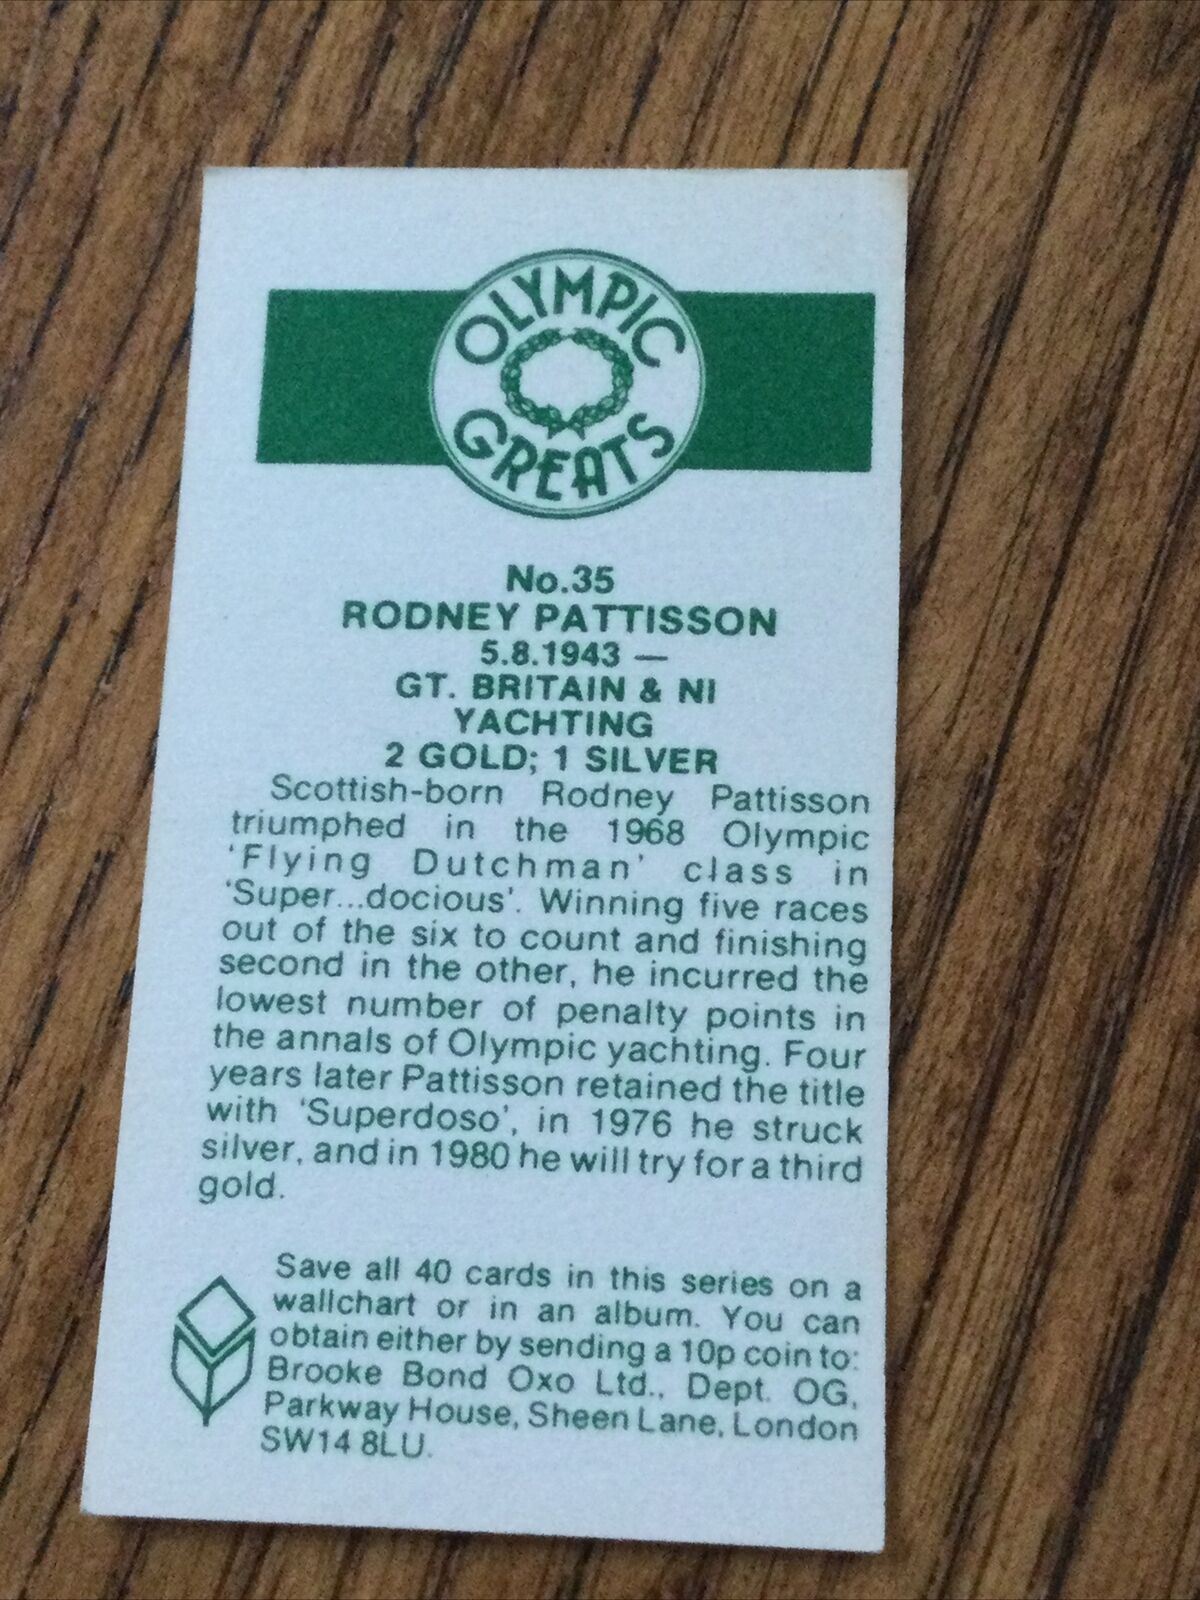 OLYMPIC
GREATS
No.35
RODNEY PATTISSON
5.8.1943 —
GT. BRITAIN & NI
YACHTING
2 GOLD; 1 SILVER
Scottish-born Rodney Pattisson
triumphed in the 1968 Olympic
'Flying Dutchman' class in
'Super...docious'. Winning five races
out of the six to count and finishing
second in the other, he incurred the
lowest number of penalty points in
the annals of Olympic yachting. Four
years later Pattisson retained the title
with 'Superdoso', in 1976 he struck
silver, and in 1980 he will try for a third
gold.
Save all 40 cards in this series on a
wallchart or in an album. You can
obtain either by sending a 10p coin to:
Brooke Bond Oxo Ltd., Dept. OG,
Parkway House, Sheen Lane, London
SW14 8LU.